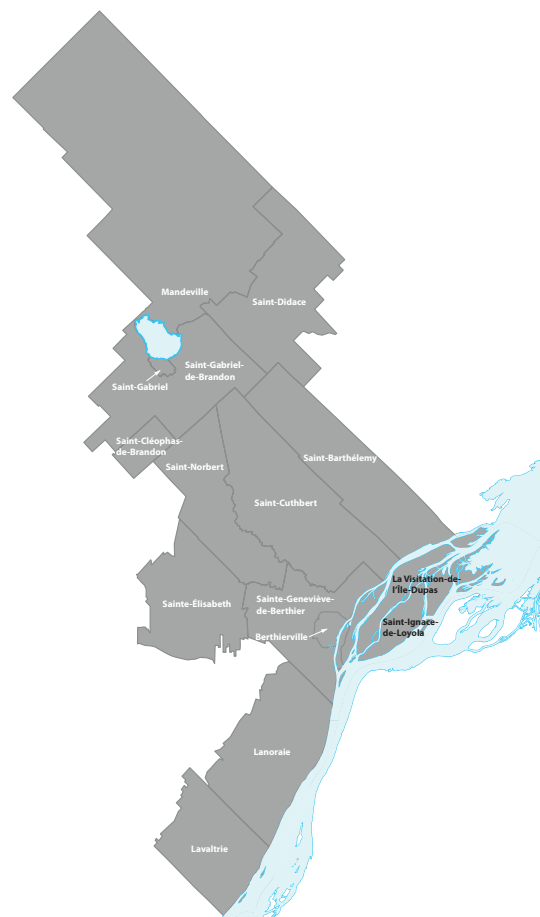 Mandeville
Saint-Didace
Saint-Gabriel-
de-Brandon
Saint-Gabriel
Saint-Cléophas-
de-Brandon
Saint-Norbert
Saint-Barthélemy
Saint-Cuthbert
La Visitation-de-
l'Île-Dupas
Sainte-Élisabeth
Sainte-Geneviève-
de-Berthier
Saint-Ignace-
de-Loyola
Berthierville
Lanoraie
Lavaltrie